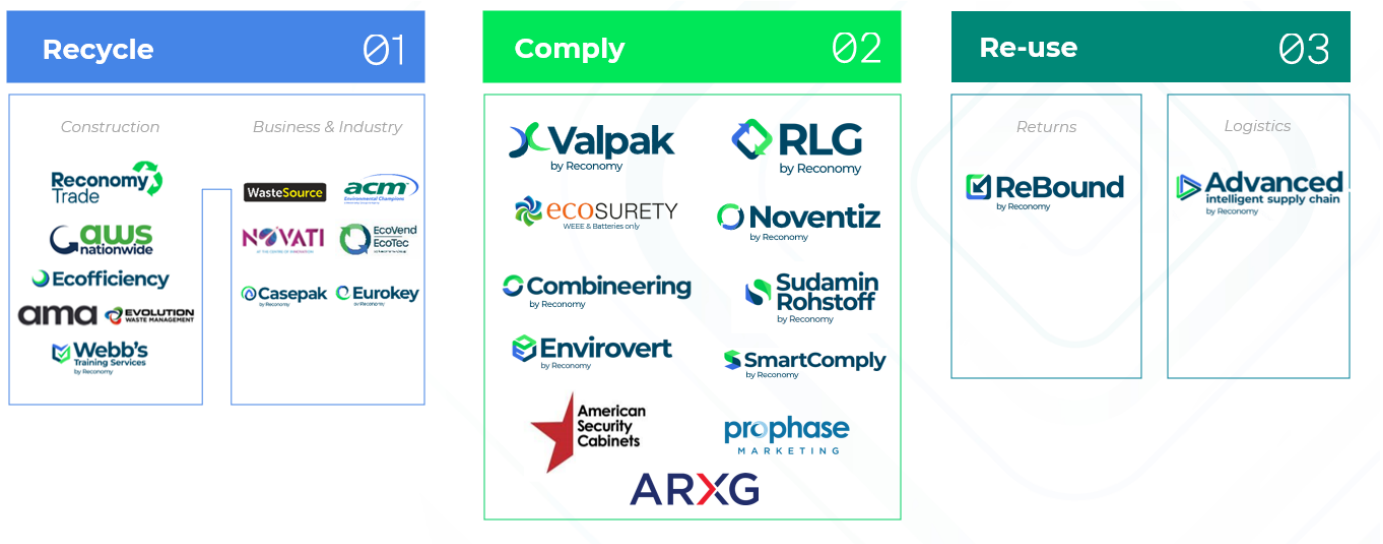 Recycle 01
Construction
Business & Industry
Reconomy
Trade
aws
nationwide
Ecofficiency
ama
EVOLUTION
WASTE MANAGEMENT
Webb's
Training Services
by Reconomy
WasteSource
acm
Environmental Champions
NOVATI
EcoVend
EcoTec
Casepak
by Reconomy
Eurokey
by Reconomy
Comply 02
Valpak
by Reconomy
RLG
by Reconomy
ecosurety
WEEE & Batteries only
Noventiz
by Reconomy
Combineering
by Reconomy
Sudamin
Rohstoff
by Reconomy
Envirovert
by Reconomy
SmartComply
by Reconomy
American
Security
Cabinets
prophase
MARKETING
ARXG
Re-use 03
Returns
ReBound
by Reconomy
Logistics
Advanced
intelligent supply chain
by Reconomy